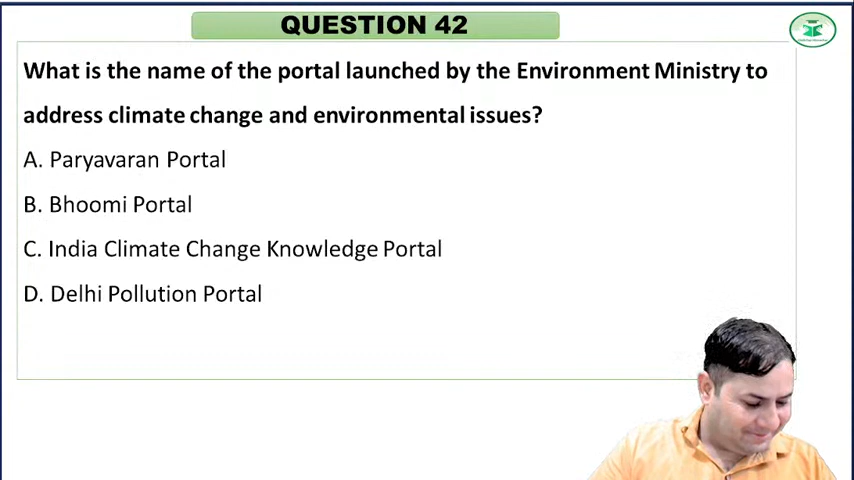 QUESTION 42
What is the name of the portal launched by the Environment Ministry to
address climate change and environmental issues?
A. Paryavaran Portal
B. Bhoomi Portal
C. India Climate Change Knowledge Portal
D. Delhi Pollution Portal